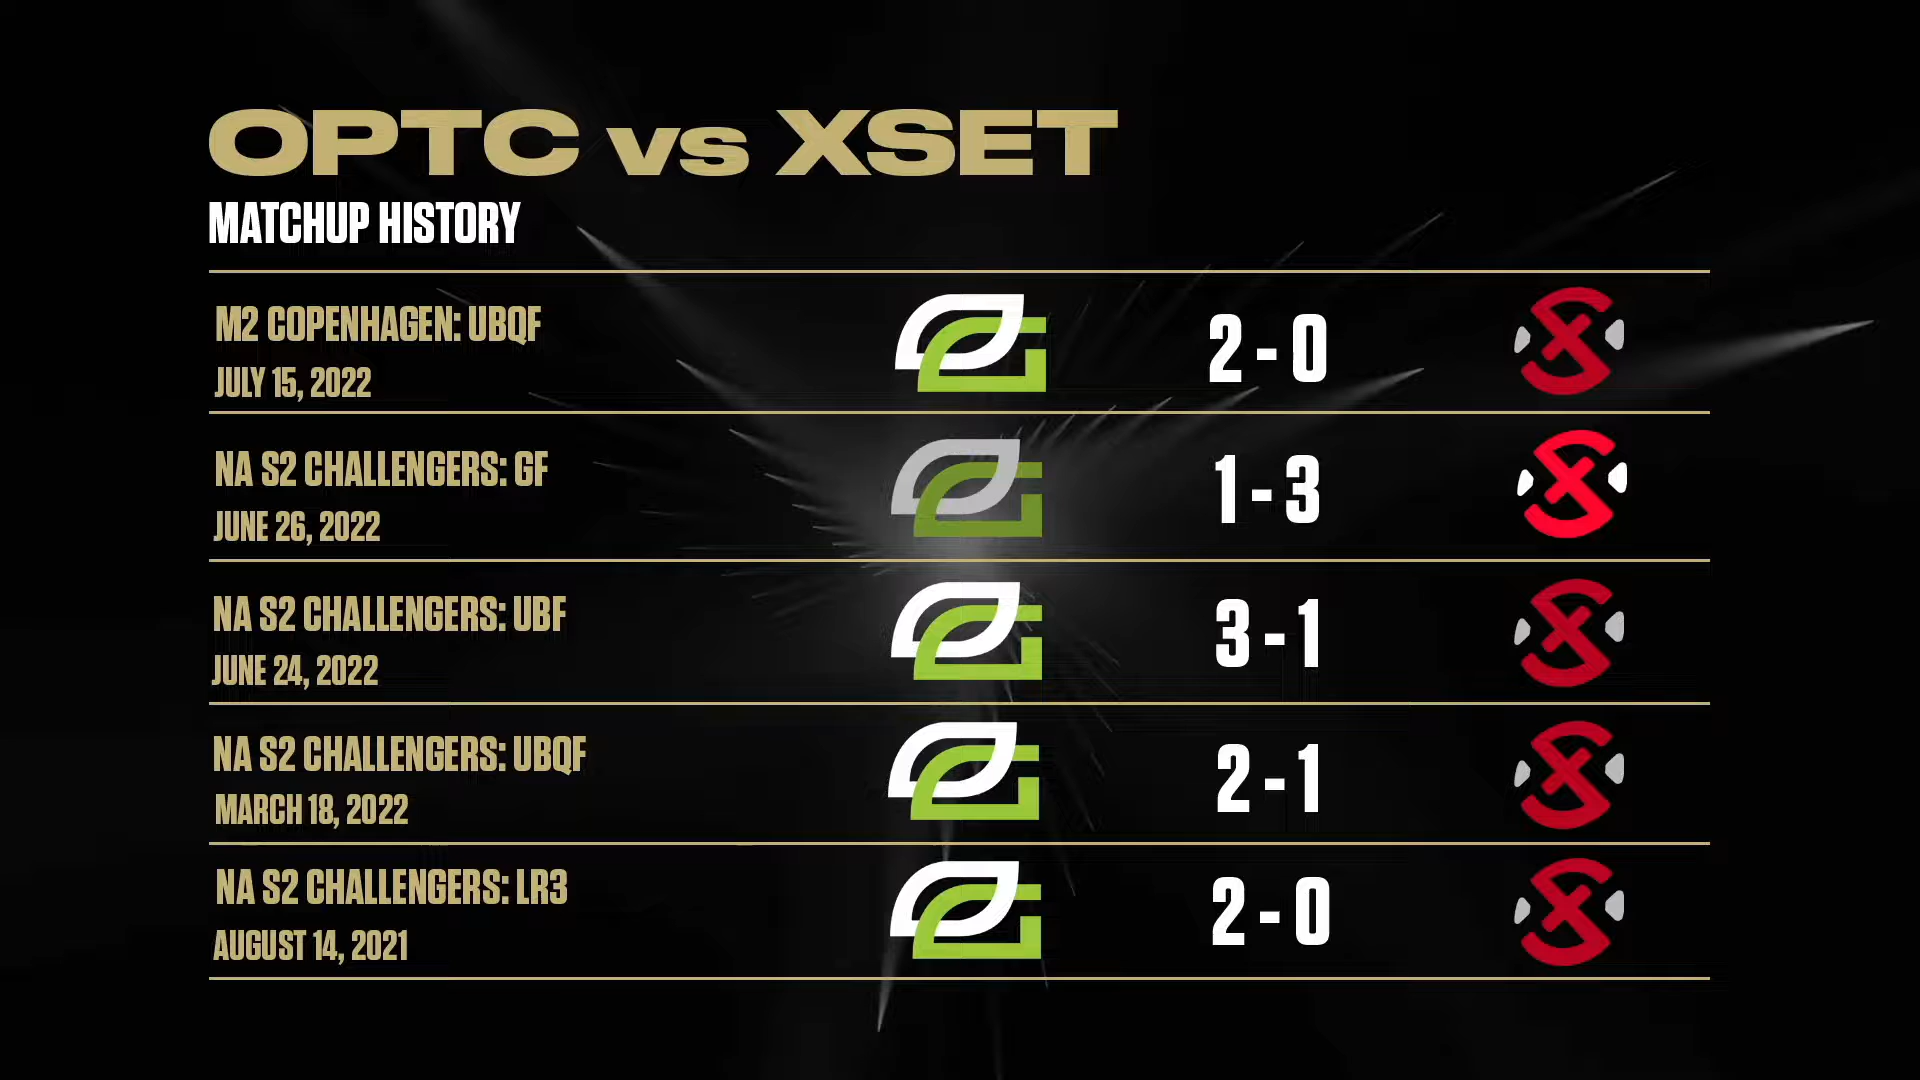 OPTC vs XSET
MATCHUP HISTORY
M2 COPENHAGEN: UBQF
JULY 15, 2022
2 - 0
NA S2 CHALLENGERS: GF
JUNE 26, 2022
1 - 3
NA S2 CHALLENGERS: UBF
JUNE 24, 2022
3 - 1
NA S2 CHALLENGERS: UBQF
MARCH 18, 2022
2 - 1
NA S2 CHALLENGERS: LR3
AUGUST 14, 2021
2 - 0